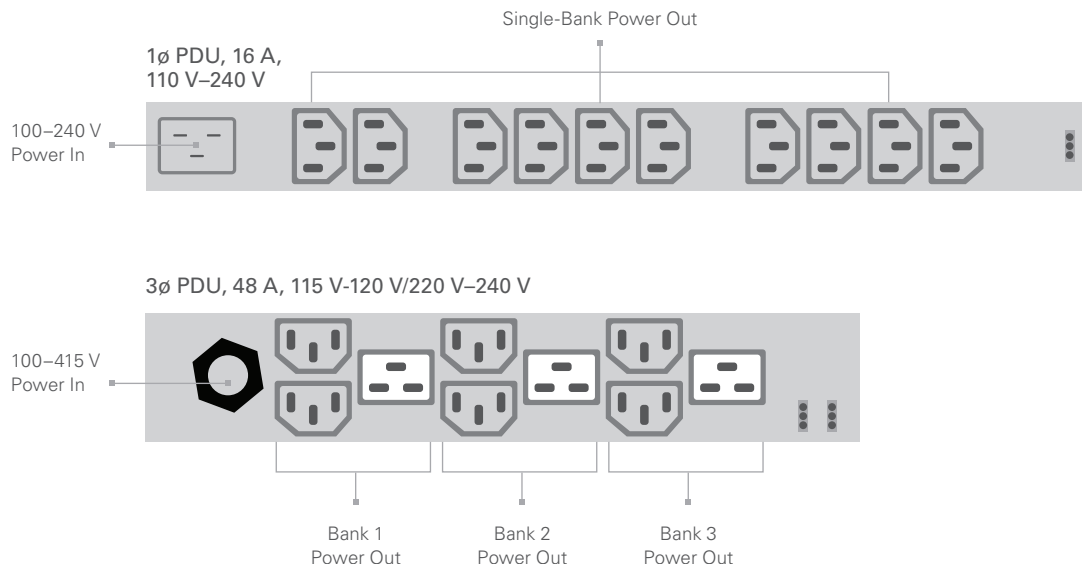 Single-Bank Power Out
1ø PDU, 16 A,
110 V–240 V
100–240 V
Power In
3ø PDU, 48 A, 115 V-120 V/220 V–240 V
100–415 V
Power In
Bank 1
Power Out
Bank 2
Power Out
Bank 3
Power Out